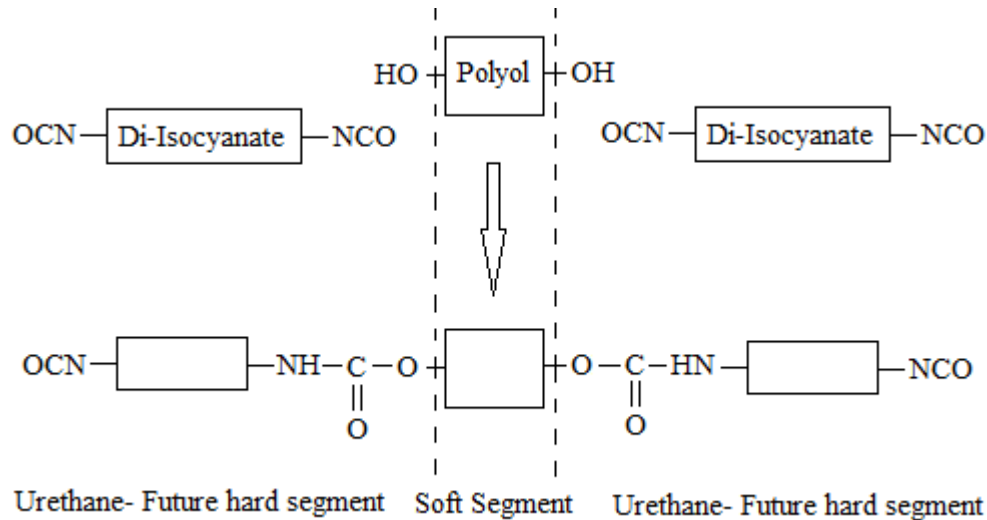 HO Polyol OH
OCN Di-Isocyanate NCO OCN Di-Isocyanate NCO
OCN NH C O O C HN NCO
O O
Urethane- Future hard segment Soft Segment Urethane- Future hard segment